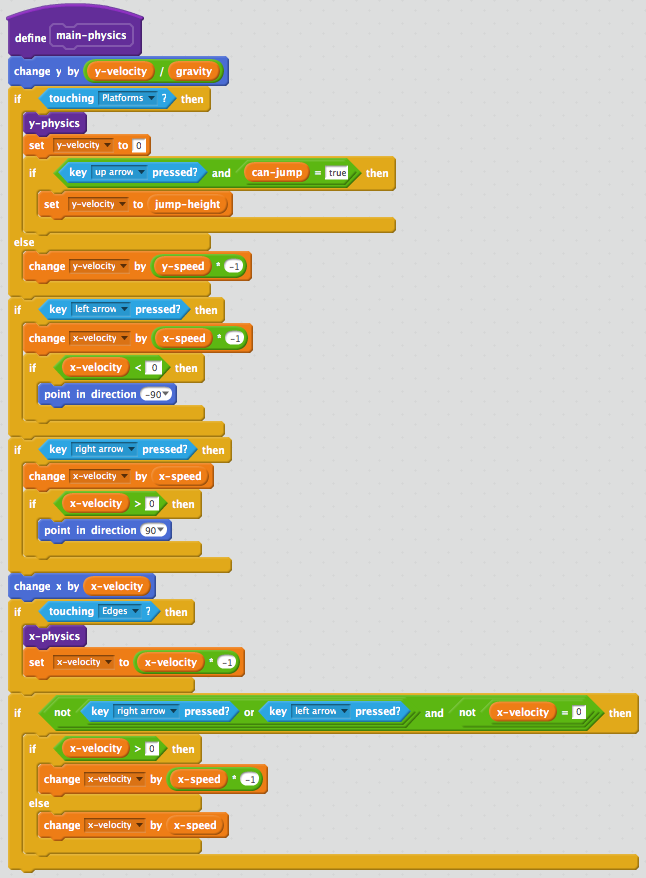 define main-physics
change y by y-velocity / gravity
if touching Platforms ? then
y-physics
set y-velocity to 0
if key up arrow pressed? and can-jump = true then
set y-velocity to jump-height
else
change y-velocity by y-speed * -1
if key left arrow pressed? then
change x-velocity by x-speed * -1
if x-velocity < 0 then
point in direction -90
if key right arrow pressed? then
change x-velocity by x-speed
if x-velocity > 0 then
point in direction 90
change x by x-velocity
if touching Edges ? then
x-physics
set x-velocity to x-velocity * -1
if not key right arrow pressed? or key left arrow pressed? and not x-velocity = 0 then
if x-velocity > 0 then
change x-velocity by x-speed * -1
else
change x-velocity by x-speed